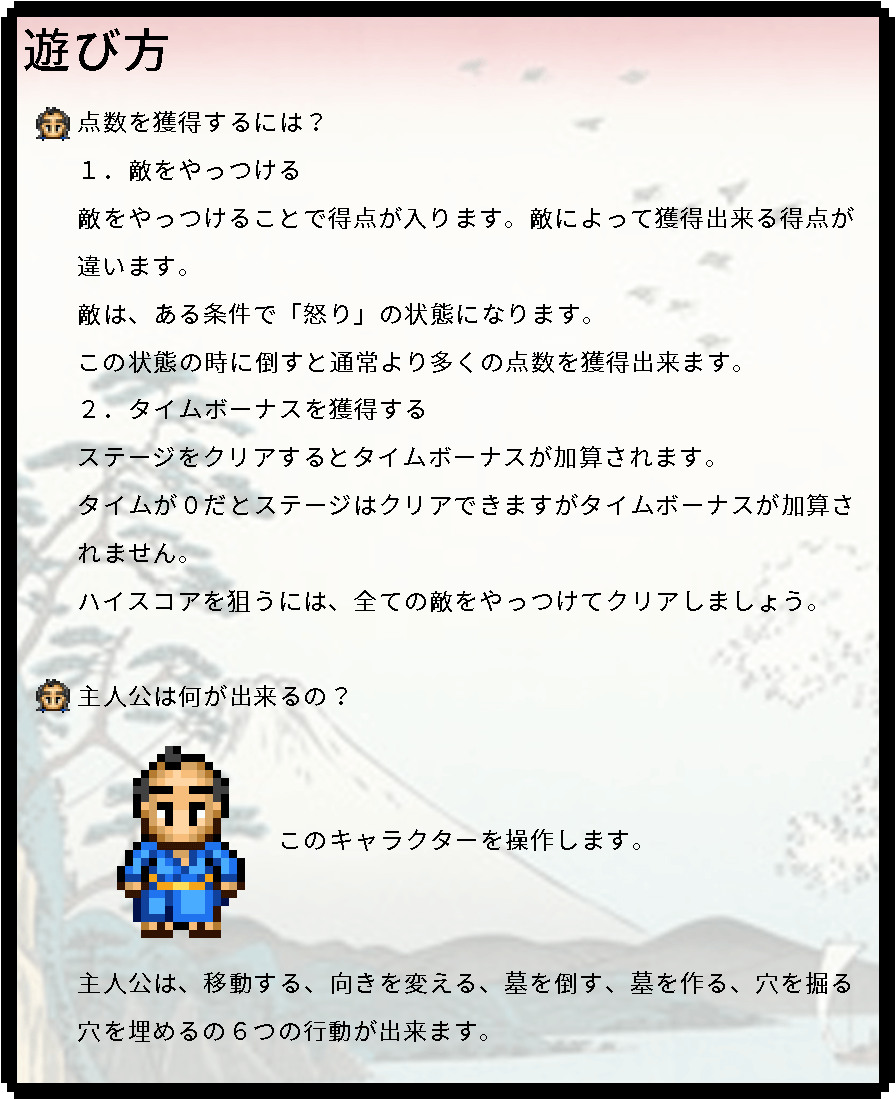 遊び方
点数を獲得するには？
１．敵をやっつける
敵をやっつけることで得点が入ります。敵によって獲得出来る得点が
違います。
敵は、ある条件で「怒り」の状態になります。
この状態の時に倒すと通常より多くの点数を獲得出来ます。
２．タイムボーナスを獲得する
ステージをクリアするとタイムボーナスが加算されます。
タイムが０だとステージはクリアできますがタイムボーナスが加算さ
れません。
ハイスコアを狙うには、全ての敵をやっつけてクリアしましょう。
主人公は何が出来るの？
このキャラクターを操作します。
主人公は、移動する、向きを変える、墓を倒す、墓を作る、穴を掘る
穴を埋めるの６つの行動が出来ます。